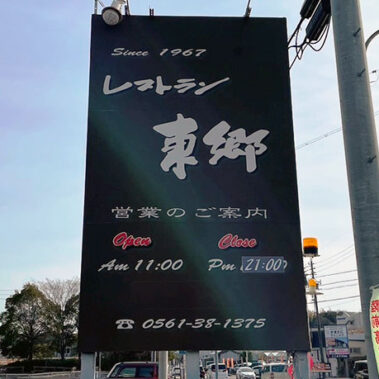 Since 1967
レストラン
東郷
営業のご案内
Open Close
Am 11:00 Pm 21:00
☎ 0561-38-1375